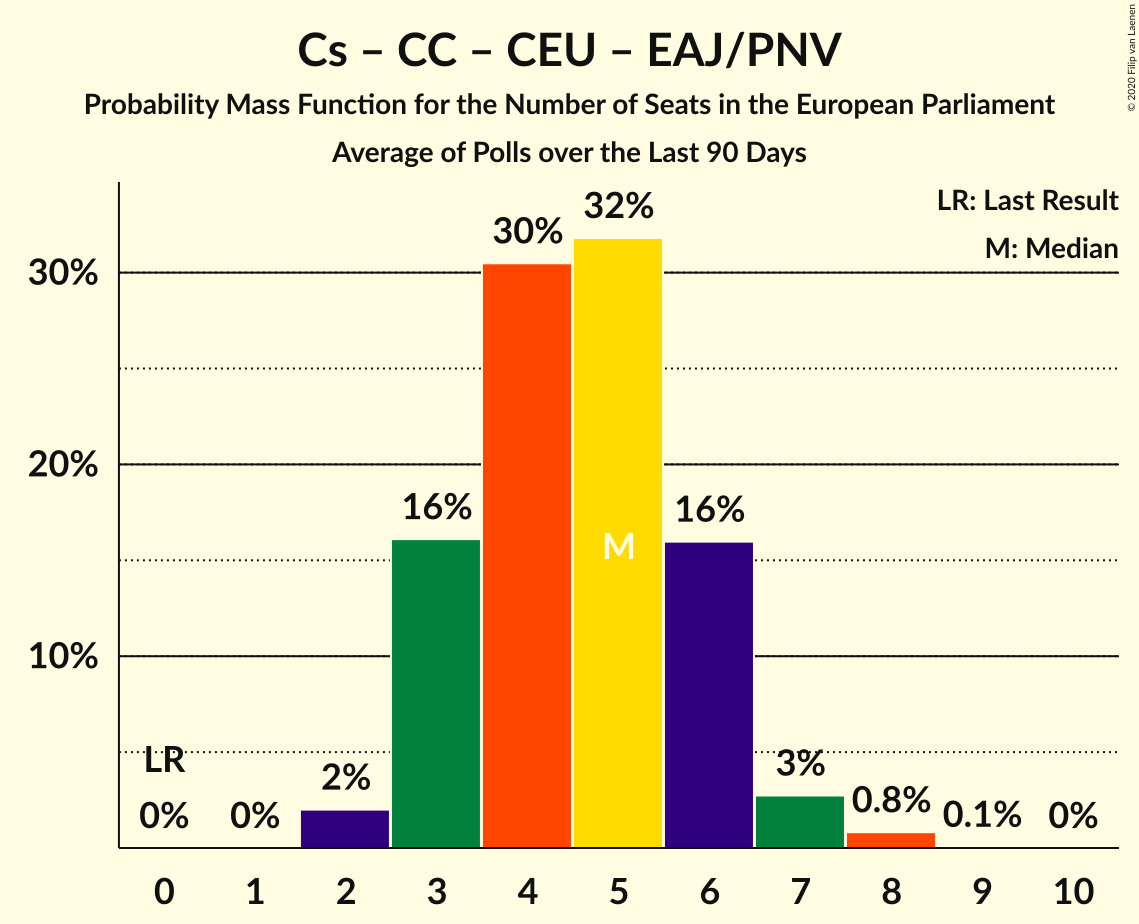 Cs – CC – CEU – EAJ/PNV
Probability Mass Function for the Number of Seats in the European Parliament
Average of Polls over the Last 90 Days
© 2020 Filip van Laenen
LR: Last Result
M: Median
30%
20%
10%
LR
0%
0%
2%
16%
30%
32%
M
16%
3%
0.8%
0.1%
0%
0 1 2 3 4 5 6 7 8 9 10